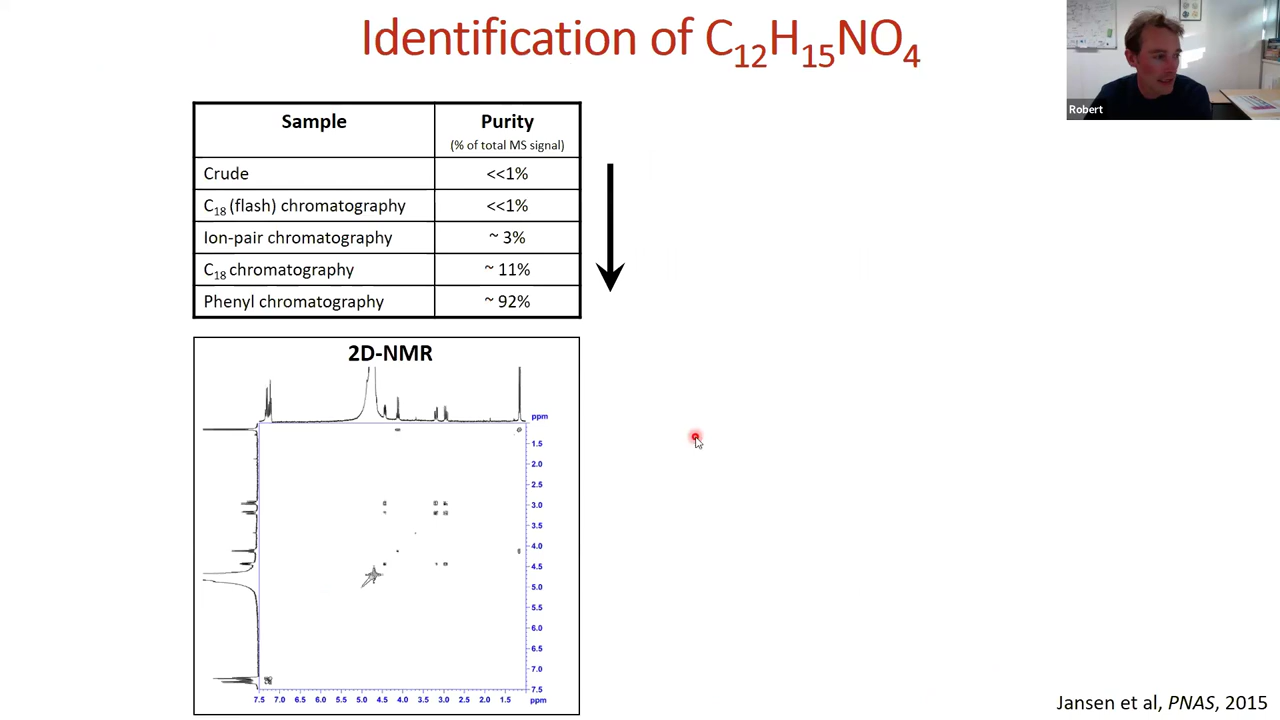 Identification of C₁₂H₁₅NO₄
Robert
Sample Purity
(% of total MS signal)
Crude <<1%
C₁₈ (flash) chromatography <<1%
Ion-pair chromatography ~ 3%
C₁₈ chromatography ~ 11%
Phenyl chromatography ~ 92%
2D-NMR
ppm
1.5
2.0
2.5
3.0
3.5
4.0
4.5
5.0
5.5
6.0
6.5
7.0
7.5
7.5 7.0 6.5 6.0 5.5 5.0 4.5 4.0 3.5 3.0 2.5 2.0 1.5 ppm
Jansen et al, PNAS, 2015